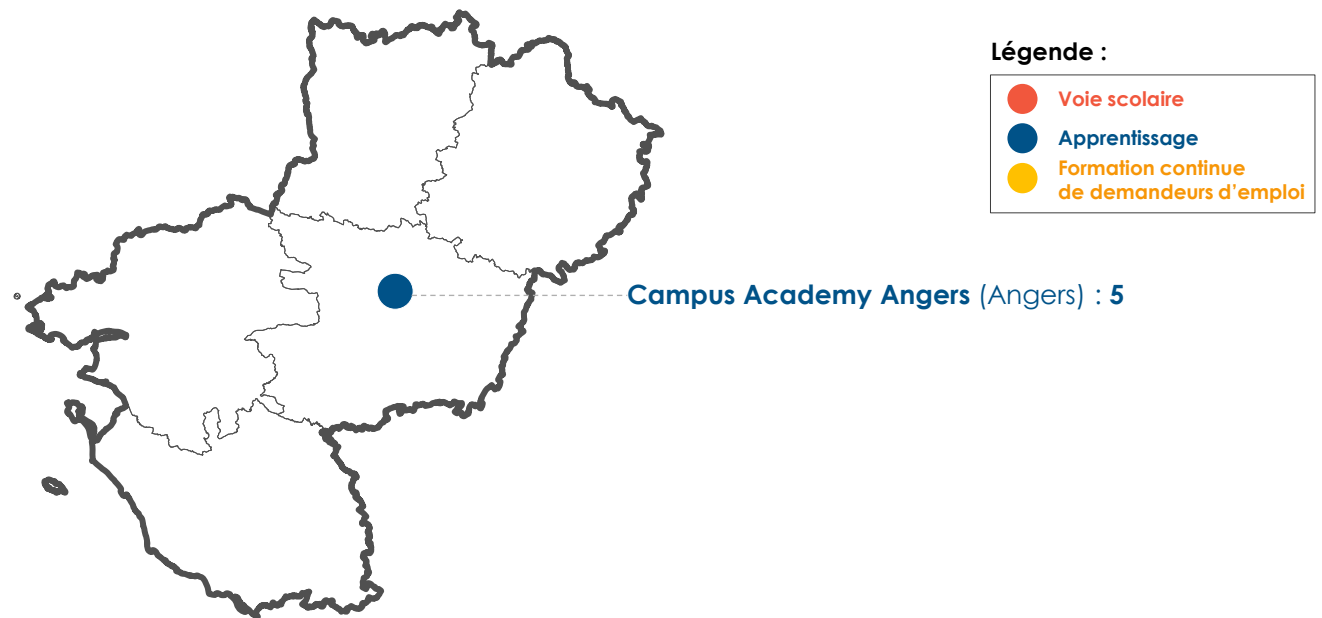 Légende :
Voie scolaire
Apprentissage
Formation continue
de demandeurs d'emploi
Campus Academy Angers (Angers) : 5